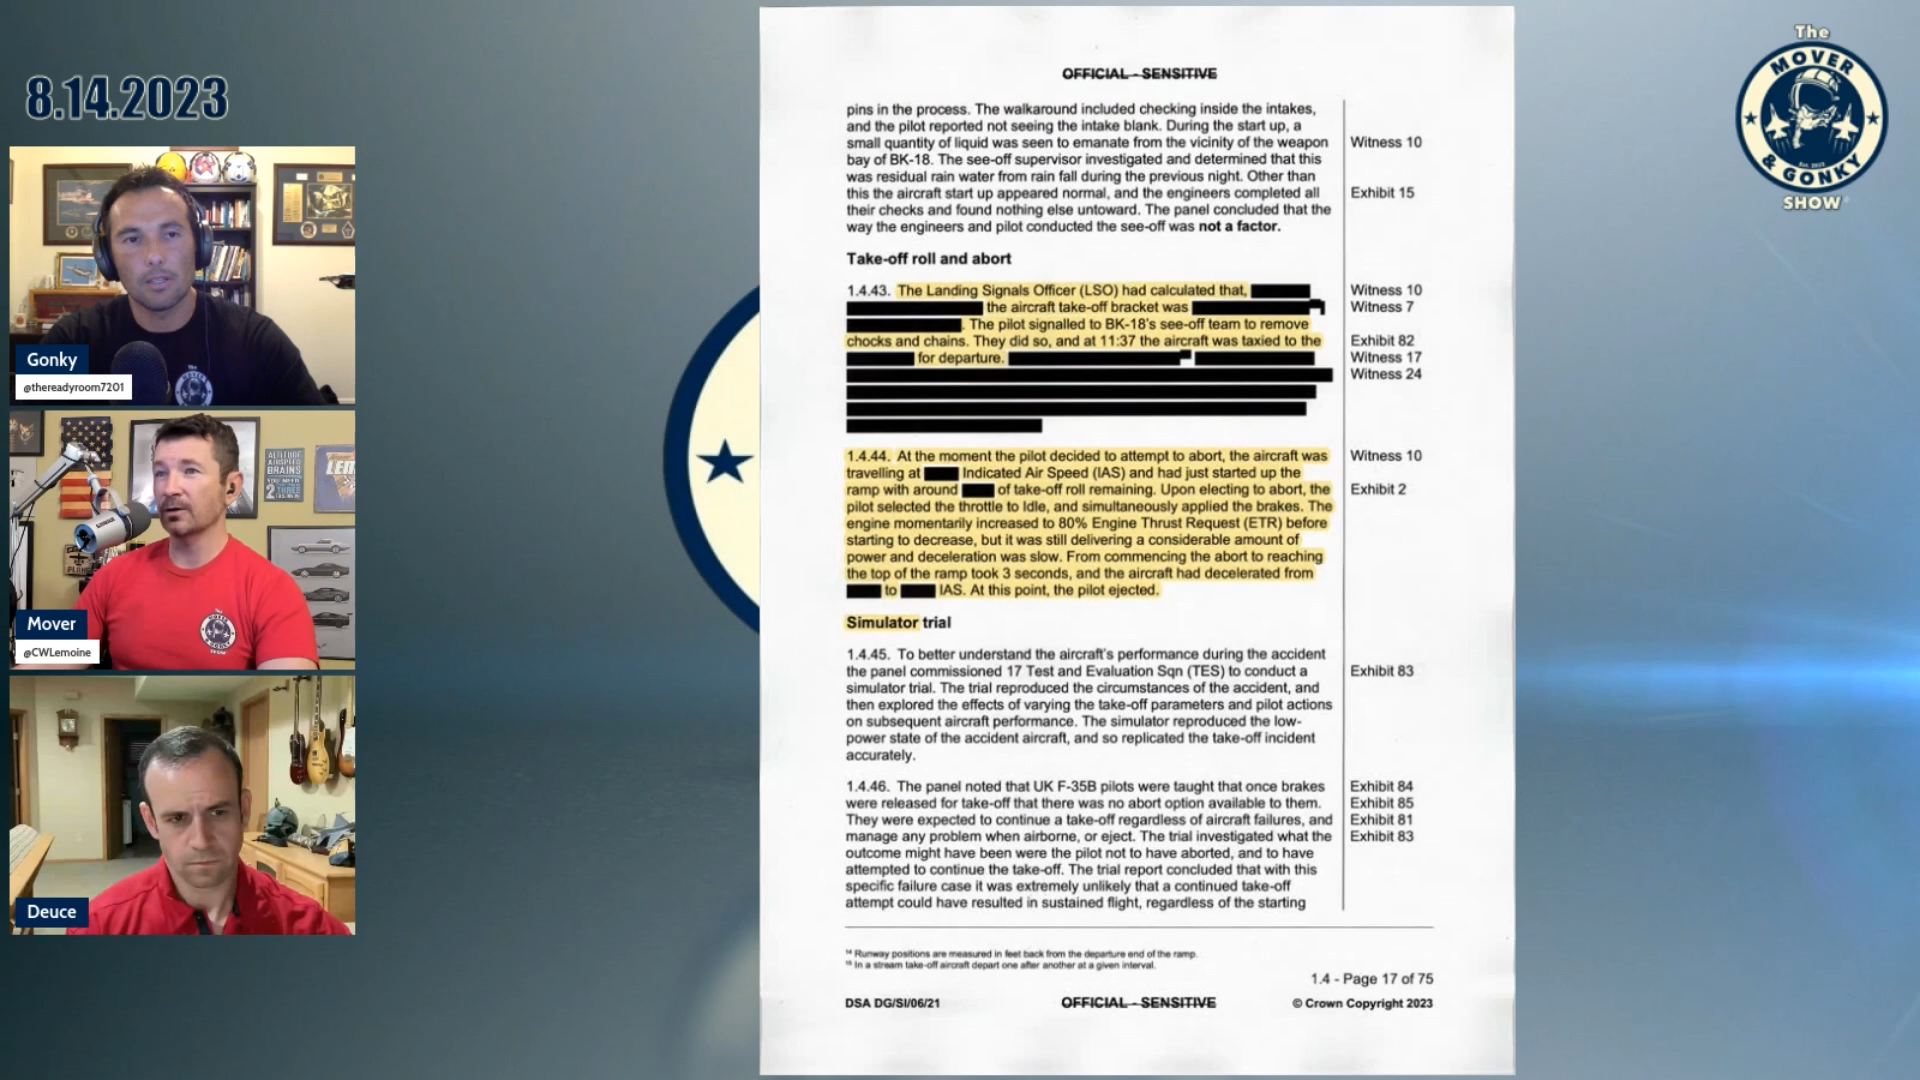 8.14.2023
Gonky
@thereadyroom7201
ALTITUDE
AIRSPEED
BRAINS
Mover
@CWLemoine
Deuce
OFFICIAL - SENSITIVE
pins in the process. The walkaround included checking inside the intakes,
and the pilot reported not seeing the intake blank. During the start up, a
small quantity of liquid was seen to emanate from the vicinity of the weapon
bay of BK-18. The see-off supervisor investigated and determined that this
was residual rain water from rain fall during the previous night. Other than
this the aircraft start up appeared normal, and the engineers completed all
their checks and found nothing else untoward. The panel concluded that the
way the engineers and pilot conducted the see-off was not a factor.
Witness 10
Exhibit 15
Take-off roll and abort
1.4.43. The Landing Signals Officer (LSO) had calculated that,
the aircraft take-off bracket was
. The pilot signalled to BK-18's see-off team to remove
chocks and chains. They did so, and at 11:37 the aircraft was taxied to the
for departure.
Witness 10
Witness 7
Exhibit 82
Witness 17
Witness 24
1.4.44. At the moment the pilot decided to attempt to abort, the aircraft was
travelling at Indicated Air Speed (IAS) and had just started up the
ramp with around of take-off roll remaining. Upon electing to abort, the
pilot selected the throttle to Idle, and simultaneously applied the brakes. The
engine momentarily increased to 80% Engine Thrust Request (ETR) before
starting to decrease, but it was still delivering a considerable amount of
power and deceleration was slow. From commencing the abort to reaching
the top of the ramp took 3 seconds, and the aircraft had decelerated from
to IAS. At this point, the pilot ejected.
Witness 10
Exhibit 2
Simulator trial
1.4.45. To better understand the aircraft's performance during the accident
the panel commissioned 17 Test and Evaluation Sqn (TES) to conduct a
simulator trial. The trial reproduced the circumstances of the accident, and
then explored the effects of varying the take-off parameters and pilot actions
on subsequent aircraft performance. The simulator reproduced the low-
power state of the accident aircraft, and so replicated the take-off incident
accurately.
Exhibit 83
1.4.46. The panel noted that UK F-35B pilots were taught that once brakes
were released for take-off that there was no abort option available to them.
They were expected to continue a take-off regardless of aircraft failures, and
manage any problem when airborne, or eject. The trial investigated what the
outcome might have been were the pilot not to have aborted, and to have
attempted to continue the take-off. The trial report concluded that with this
specific failure case it was extremely unlikely that a continued take-off
attempt could have resulted in sustained flight, regardless of the starting
Exhibit 84
Exhibit 85
Exhibit 81
Exhibit 83
14 Runway positions are measured in feet back from the departure end of the ramp.
15 In a stream take-off aircraft depart one after another at a given interval.
1.4 - Page 17 of 75
DSA DG/SI/06/21
OFFICIAL - SENSITIVE
© Crown Copyright 2023
The
MOVER
& GONKY
SHOW